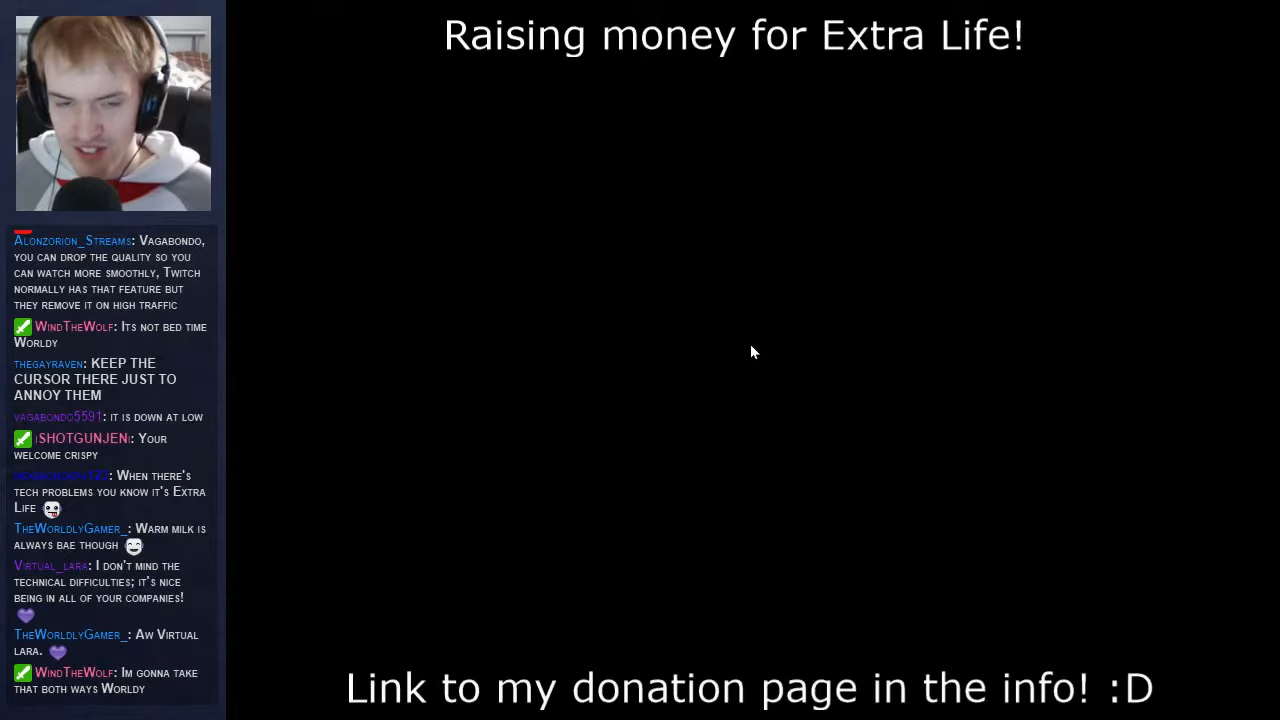 Raising money for Extra Life!
Alonzorion_Streams: Vagabondo,
you can drop the quality so you
can watch more smoothly, Twitch
normally has that feature but
they remove it on high traffic
WindTheWolf: Its not bed time
Worldy
thegayraven: KEEP THE
CURSOR THERE JUST TO
ANNOY THEM
vagabondo5591: it is down at low
|SHOTGUNJEN|: Your
welcome crispy
: When there's
tech problems you know it's Extra
Life
TheWorldlyGamer_: Warm milk is
always bae though
Virtual_lara: I don't mind the
technical difficulties; it's nice
being in all of your companies!
TheWorldlyGamer_: Aw Virtual
lara.
WindTheWolf: Im gonna take
that both ways Worldy
Link to my donation page in the info! :D